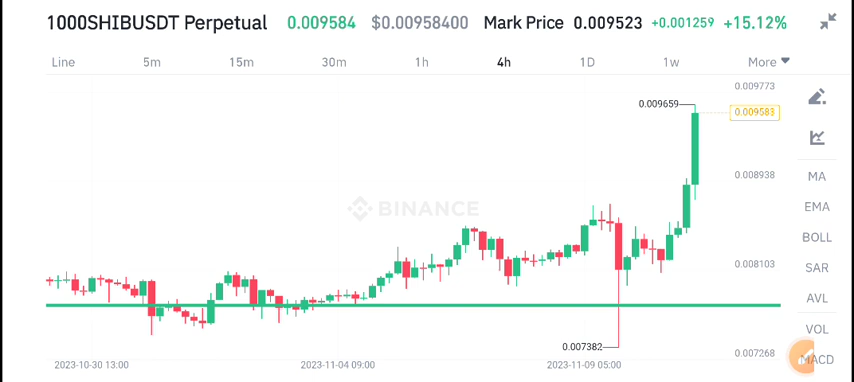 1000SHIBUSDT Perpetual 0.009584 $0.00958400 Mark Price 0.009523 +0.001259 +15.12%
Line 5m 15m 30m 1h 4h 1D 1w More
0.009773
0.009659
0.009583
0.008938
MA
BINANCE
EMA
BOLL
0.008103
SAR
AVL
VOL
0.007382
0.007268
MACD
2023-10-30 13:00 2023-11-04 09:00 2023-11-09 05:00